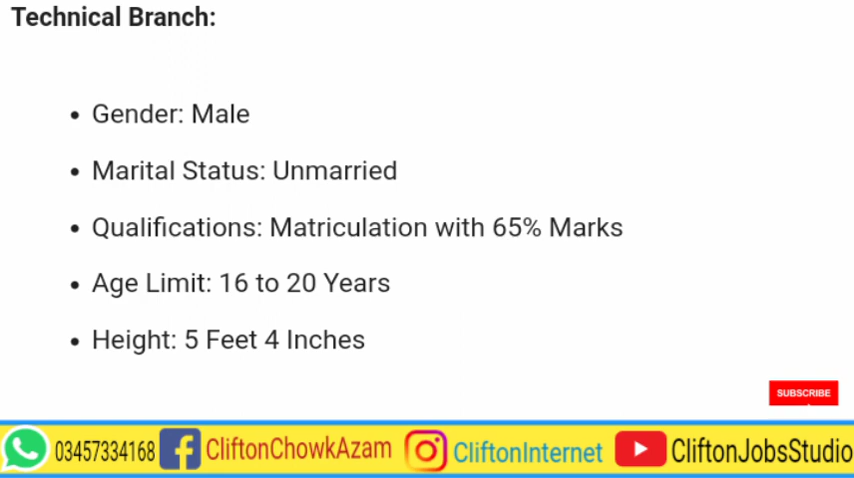 Technical Branch:
• Gender: Male
• Marital Status: Unmarried
• Qualifications: Matriculation with 65% Marks
• Age Limit: 16 to 20 Years
• Height: 5 Feet 4 Inches
SUBSCRIBE
03457334168 CliftonChowkAzam CliftonInternet CliftonJobsStudio